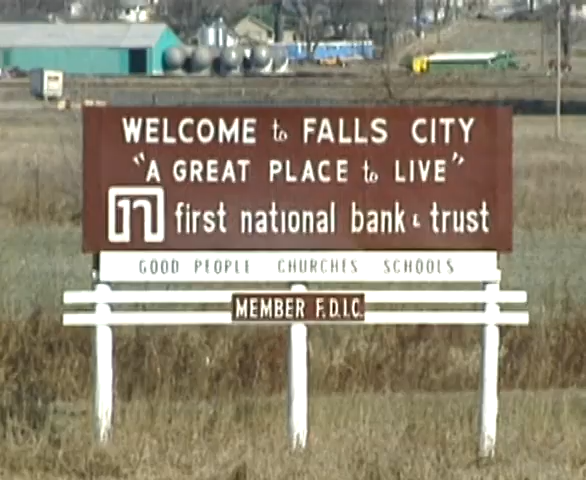 WELCOME to FALLS CITY
"A GREAT PLACE to LIVE"
n first national bank & trust
GOOD PEOPLE CHURCHES SCHOOLS
MEMBER F.D.I.C.